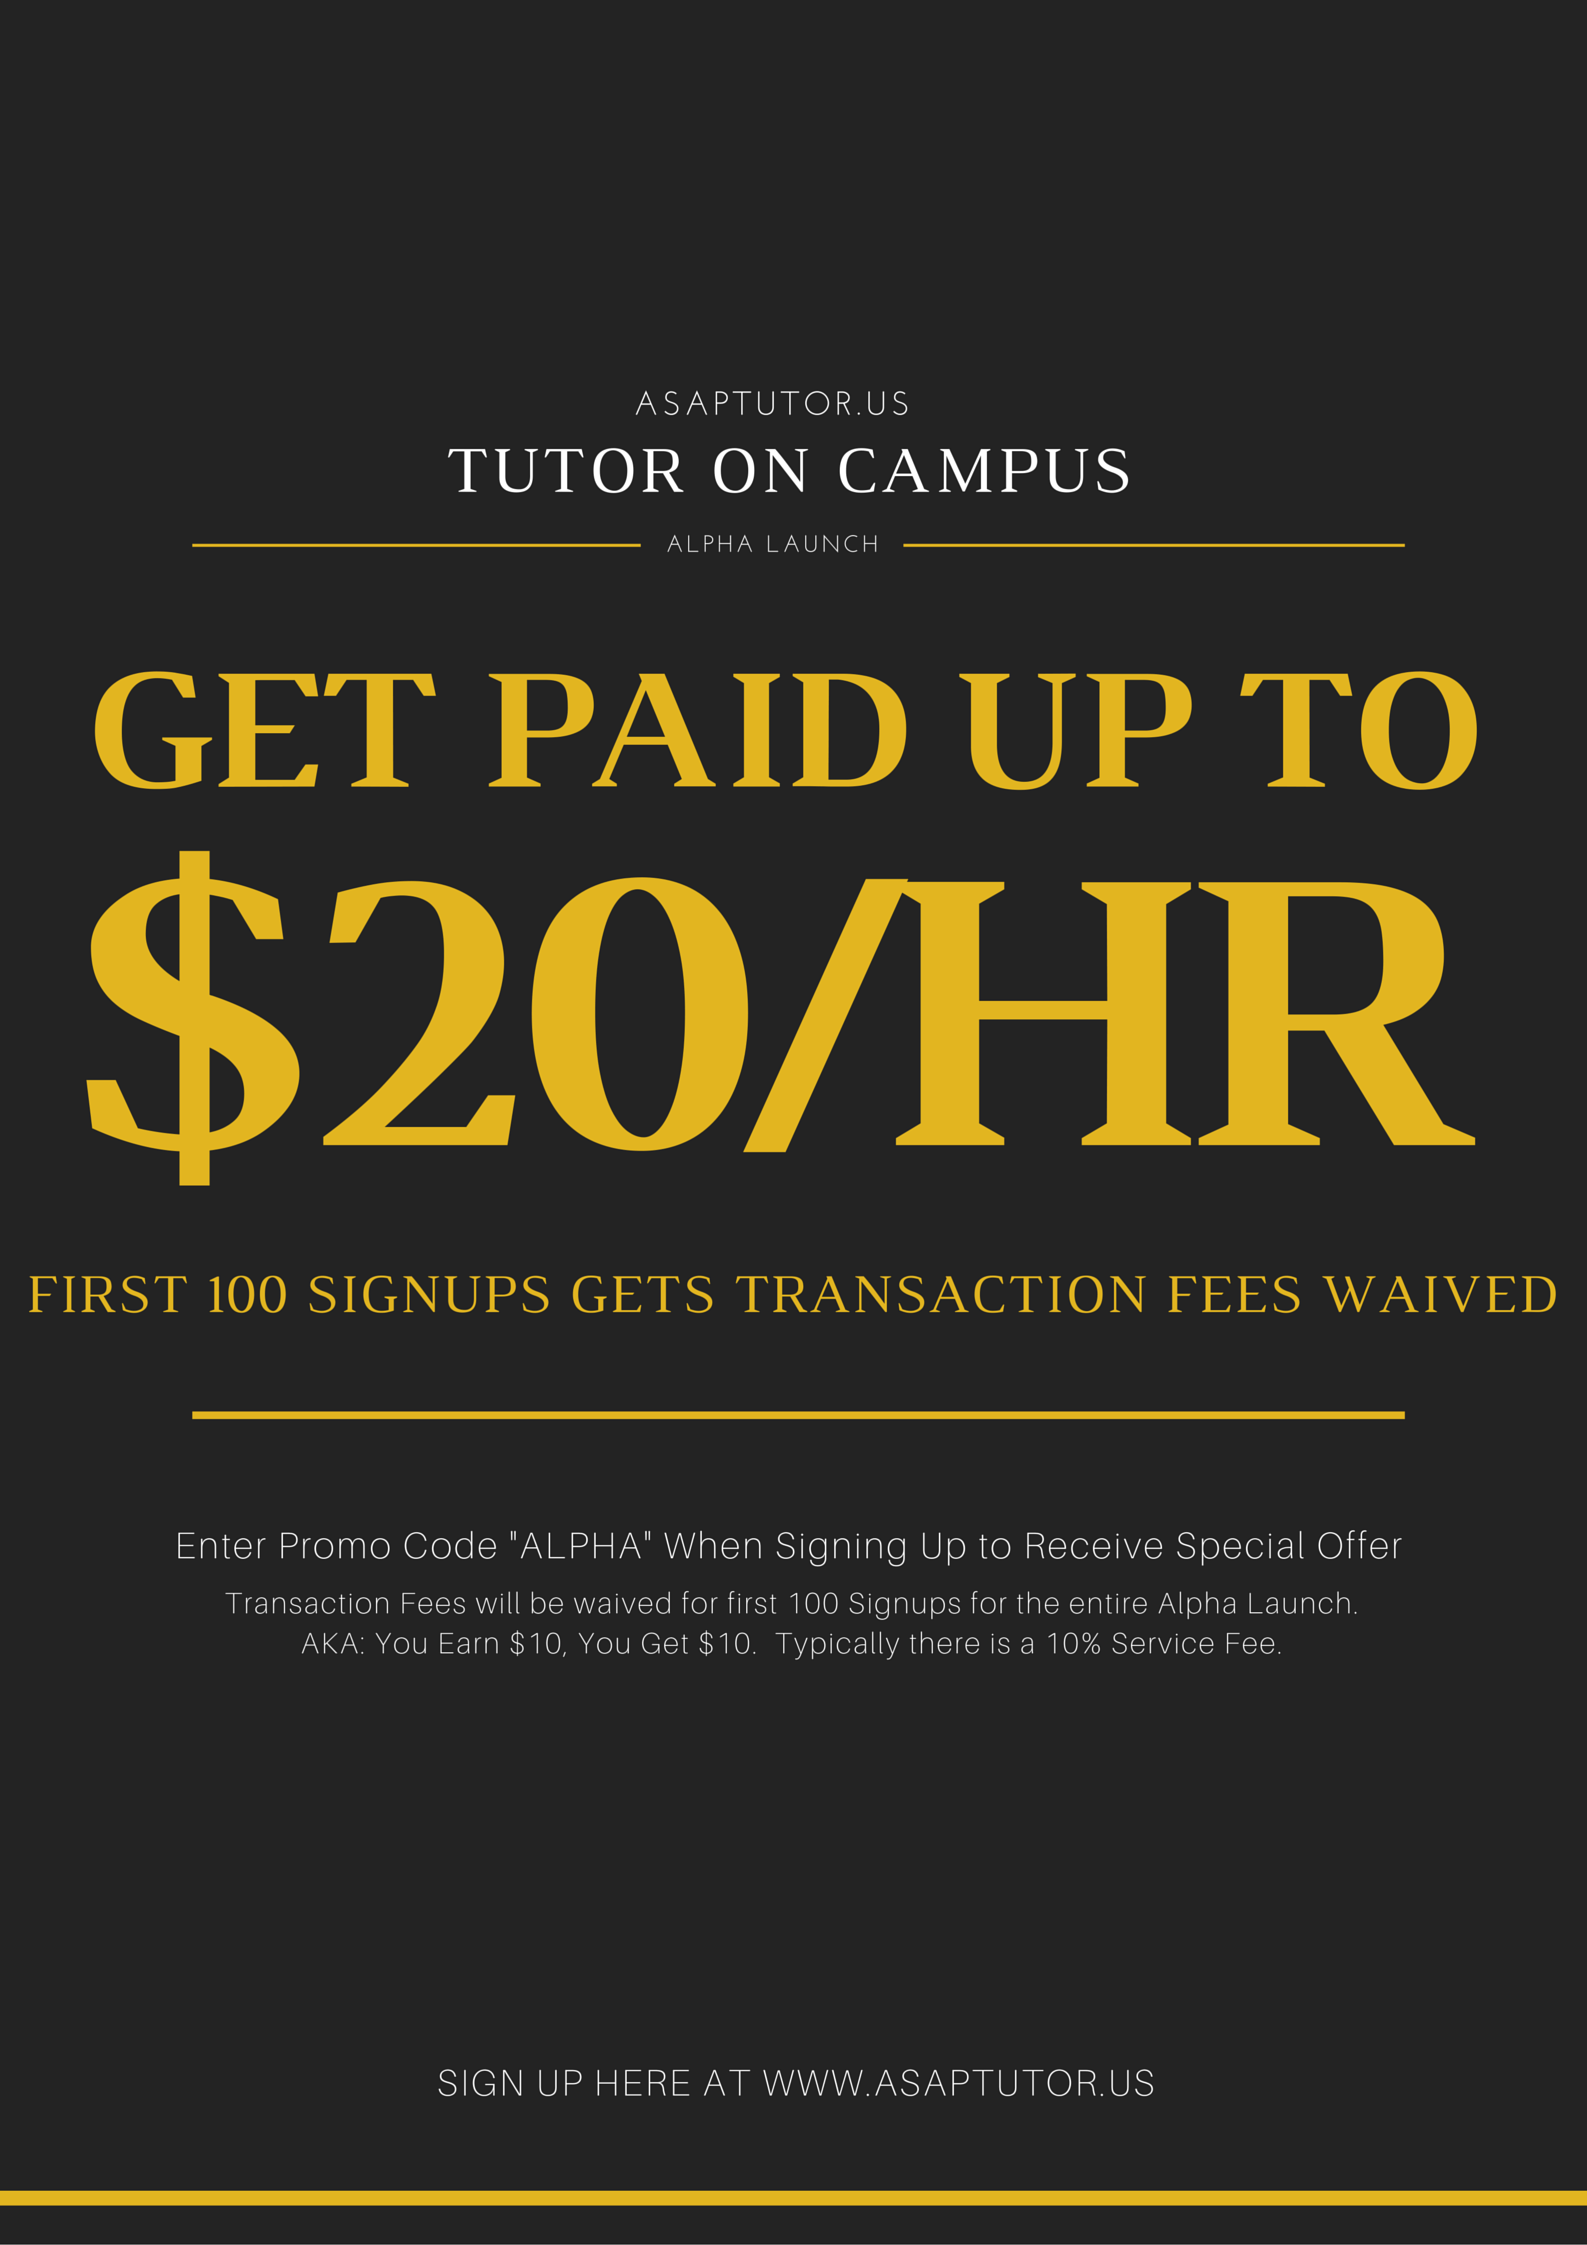 ASAPTUTOR.US
TUTOR ON CAMPUS
ALPHA LAUNCH
GET PAID UP TO
$20/HR
FIRST 100 SIGNUPS GETS TRANSACTION FEES WAIVED
Enter Promo Code "ALPHA" When Signing Up to Receive Special Offer
Transaction Fees will be waived for first 100 Signups for the entire Alpha Launch.
AKA: You Earn $10, You Get $10.  Typically there is a 10% Service Fee.
SIGN UP HERE AT WWW.ASAPTUTOR.US